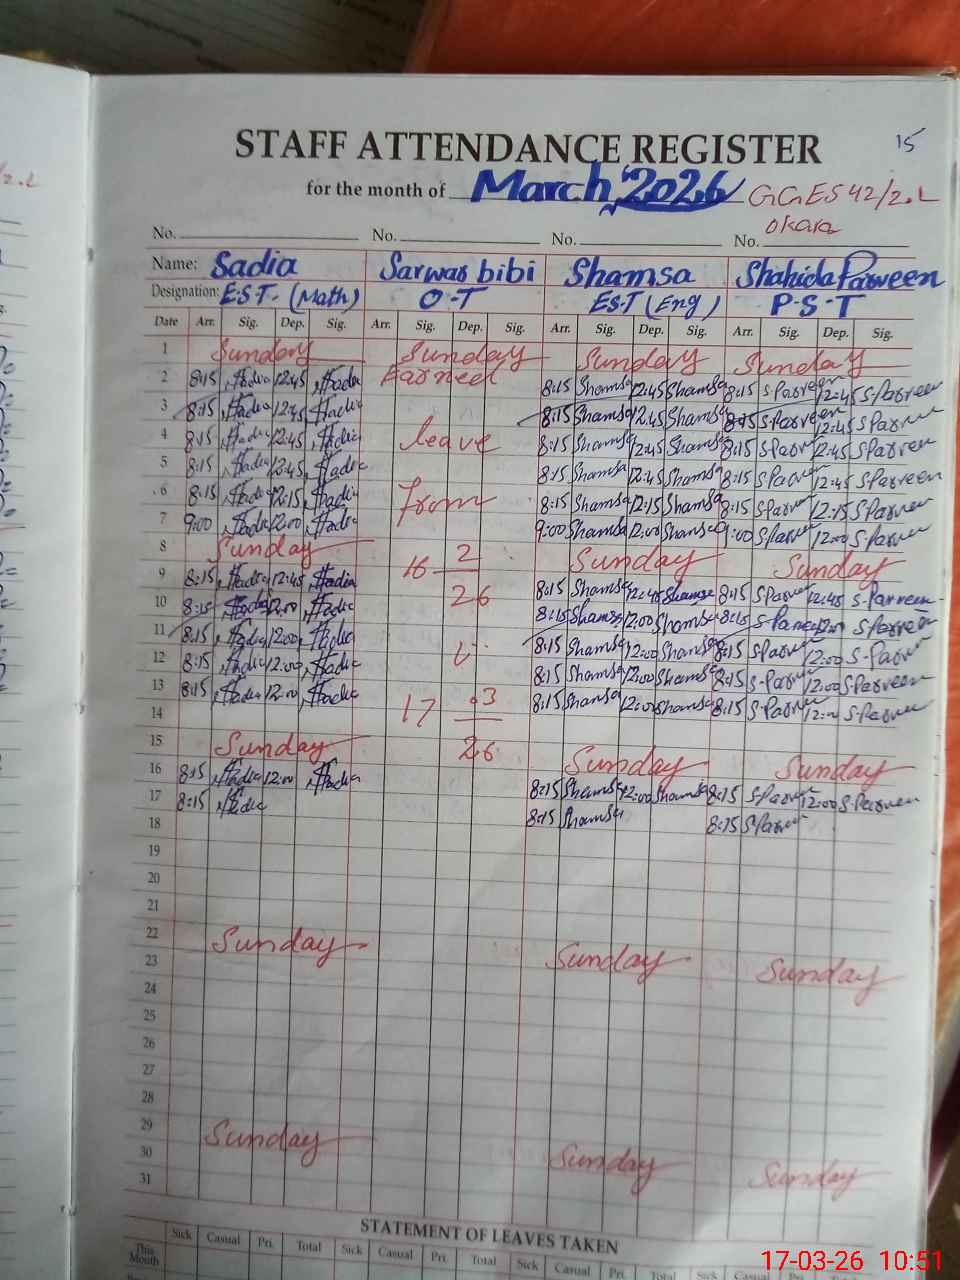 15
STAFF ATTENDANCE REGISTER
for the month of March, 2026 GGES 42/2.L
Okara
No. No. No. No.
Name: Sadia Sarwar bibi Shamsa Shahida Parveen
Designation: E.S.T. (Math) O-T EST (Eng) P-S-T
Date Arr. Sig. Dep. Sig. Arr. Sig. Dep. Sig. Arr. Sig. Dep. Sig. Arr. Sig. Dep. Sig.
1 Sunday Sunday Sunday Sunday
2 8:15 Sadia 12:45 Sadia Earned 8:15 Shamsa 12:45 Shamsa 8:15 S.Parveen 12:45 S.Parveen
3 8:15 Sadia 12:45 Sadia 8:15 Shamsa 12:45 Shamsa 8:15 S.Parveen 12:45 S.Parveen
4 8:15 Sadia 12:45 Sadia leave 8:15 Shamsa 12:45 Shamsa 8:15 S.Parveen 12:45 S.Parveen
5 8:15 Sadia 12:45 Sadia 8:15 Shamsa 12:45 Shamsa 8:15 S.Parveen 12:45 S.Parveen
6 8:15 Sadia 12:15 Sadia from 8:15 Shamsa 12:15 Shamsa 8:15 S.Parveen 12:15 S.Parveen
7 9:00 Sadia 12:00 Sadia 9:00 Shamsa 12:00 Shamsa 9:00 S.Parveen 12:00 S.Parveen
8 Sunday 16 2 Sunday Sunday
9 8:15 Sadia 12:45 Sadia 26 8:15 Shamsa 12:45 Shamsa 8:15 S.Parveen 12:45 S.Parveen
10 8:15 Sadia 12:00 Sadia 8:15 Shamsa 12:00 Shamsa 8:15 S.Parveen 12:00 S.Parveen
11 8:15 Sadia 12:00 Sadia 8:15 Shamsa 12:00 Shamsa 8:15 S.Parveen 12:00 S.Parveen
12 8:15 Sadia 12:00 Sadia 8:15 Shamsa 12:00 Shamsa 8:15 S.Parveen 12:00 S.Parveen
13 8:15 Sadia 12:00 Sadia 17 3 8:15 Shamsa 12:00 Shamsa 8:15 S.Parveen 12:00 S.Parveen
14
15 Sunday 26 Sunday Sunday
16 8:15 Sadia 12:00 Sadia 8:15 Shamsa 12:00 Shamsa 8:15 S.Parveen 12:00 S.Parveen
17 8:15 Sadia 8:15 Shamsa 8:15 S.Parveen
18
19
20
21
22 Sunday Sunday Sunday
23
24
25
26
27
28
29 Sunday Sunday Sunday
30
31
STATEMENT OF LEAVES TAKEN
Sick Casual Pri. Total Sick Casual Pri. Total Sick Casual Pri. Total Sick Casual Pri. Total
This Month
17-03-26 10:51